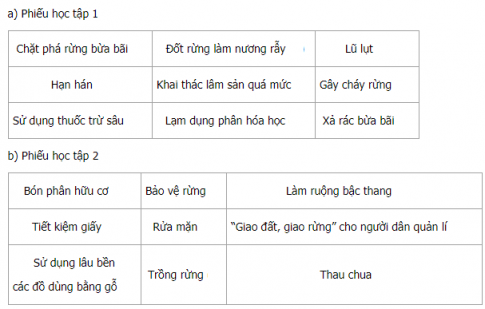 a) Phiếu học tập 1
Chặt phá rừng bừa bãi Đốt rừng làm nương rẫy Lũ lụt
Hạn hán Khai thác lâm sản quá mức Gây cháy rừng
Sử dụng thuốc trừ sâu Lạm dụng phân hóa học Xả rác bừa bãi
b) Phiếu học tập 2
Bón phân hữu cơ Bảo vệ rừng Làm ruộng bậc thang
Tiết kiệm giấy Rửa mặn “Giao đất, giao rừng” cho người dân quản lí
Sử dụng lâu bền
các đồ dùng bằng gỗ Trồng rừng Thau chua